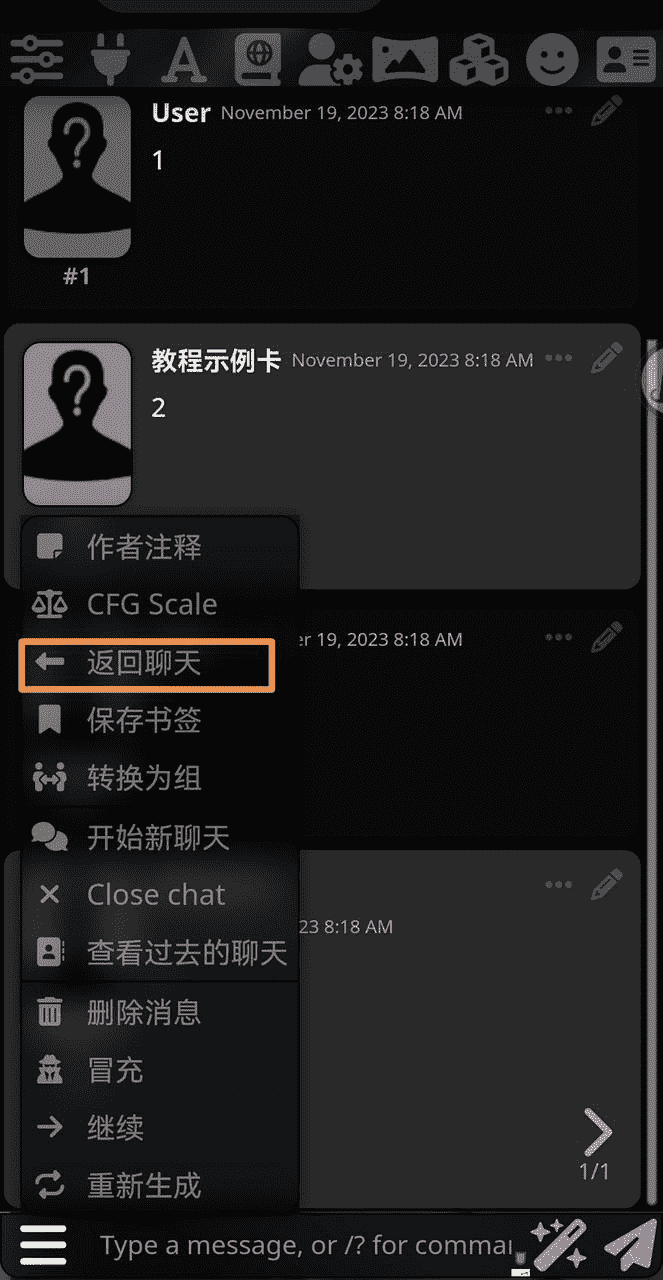 User November 19, 2023 8:18 AM
1
#1
教程示例卡 November 19, 2023 8:18 AM
2
作者注释
CFG Scale
er 19, 2023 8:18 AM
返回聊天
保存书签
转换为组
开始新聊天
Close chat
23 8:18 AM
查看过去的聊天
删除消息
冒充
继续
1/1
重新生成
Type a message, or /? for comma